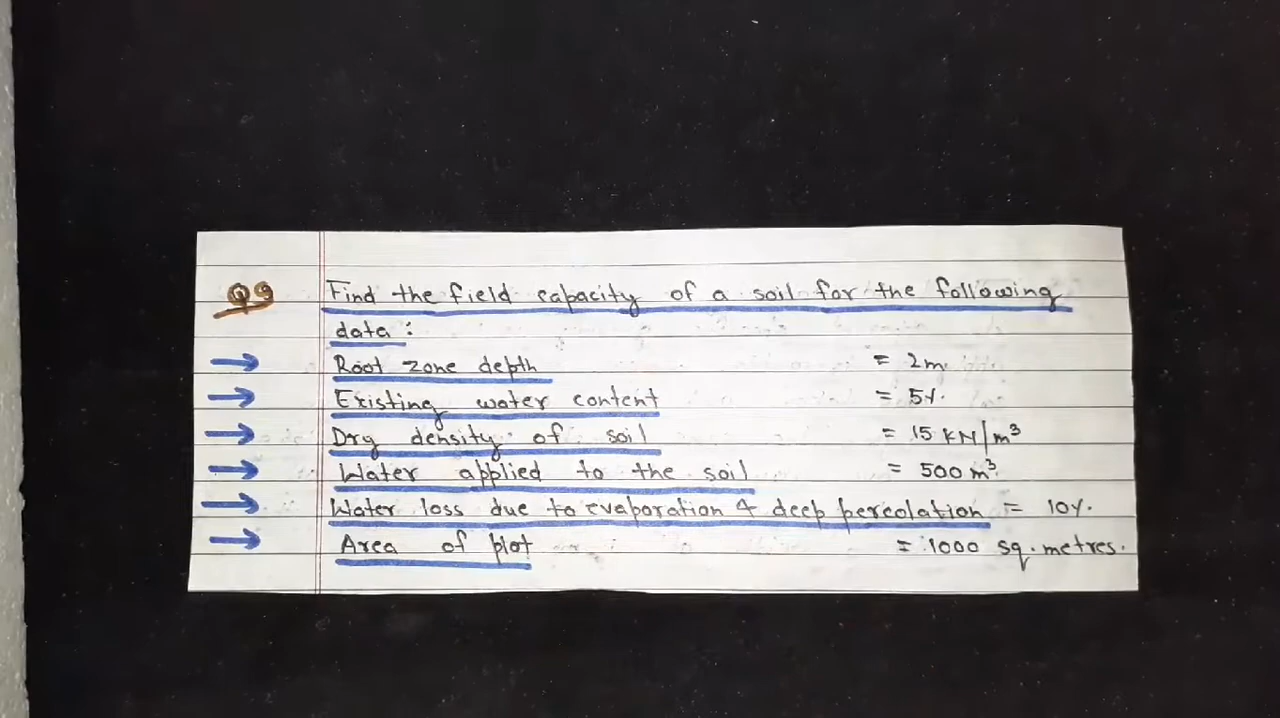 Q9 Find the field capacity of a soil for the following
data :
→ Root zone depth = 2m.
→ Existing water content = 5%.
→ Dry density of soil = 15 KN/m³
→ Water applied to the soil = 500 m³.
→ Water loss due to evaporation & deep percolation = 10%.
→ Area of plot = 1000 sq. metres.